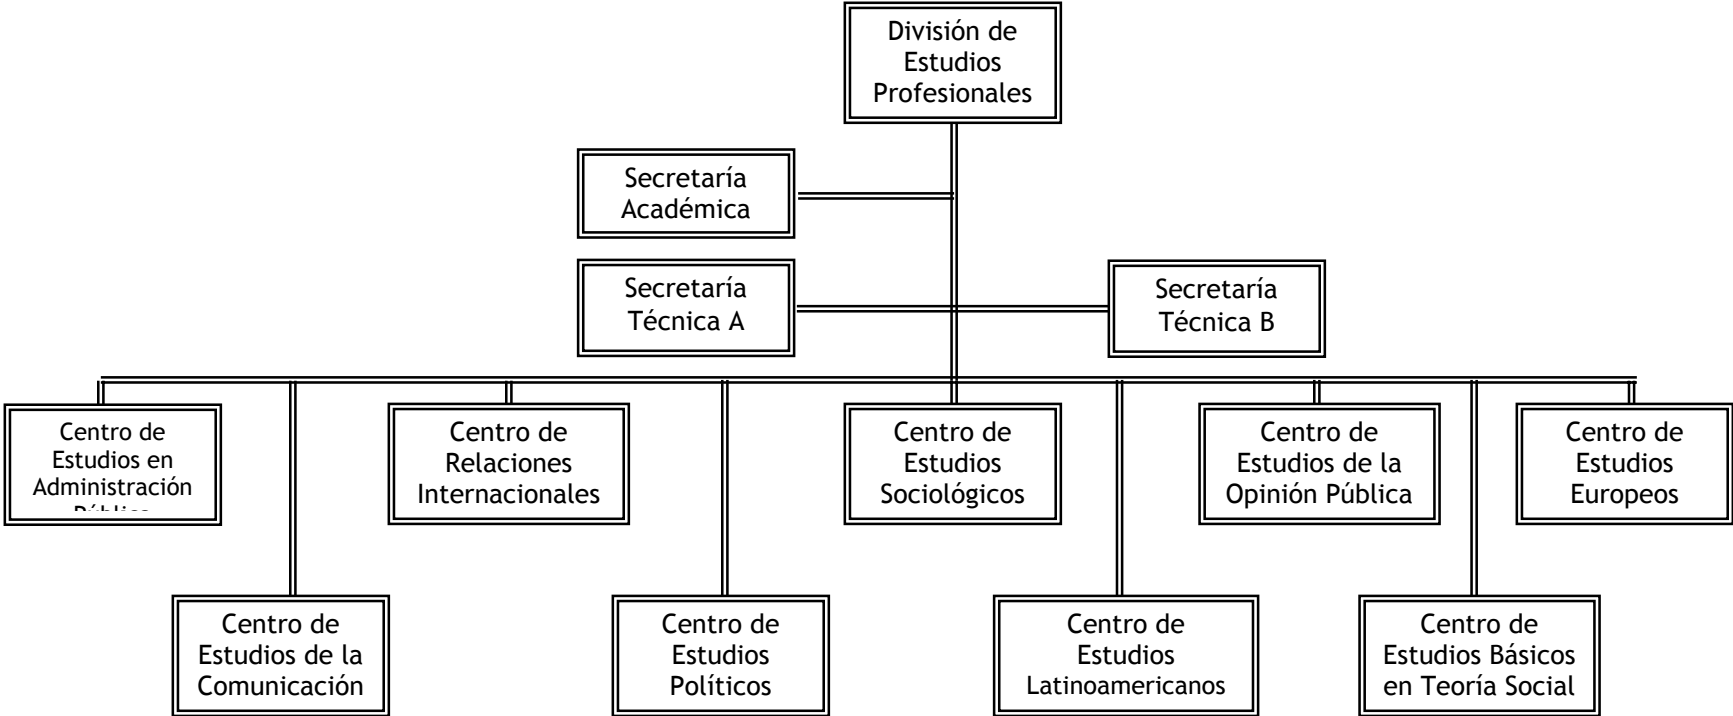 División de
Estudios
Profesionales
Secretaría
Académica
Secretaría
Técnica A
Secretaría
Técnica B
Centro de
Estudios en
Administración
Centro de
Relaciones
Internacionales
Centro de
Estudios
Sociológicos
Centro de
Estudios de la
Opinión Pública
Centro de
Estudios
Europeos
Centro de
Estudios de la
Comunicación
Centro de
Estudios
Políticos
Centro de
Estudios
Latinoamericanos
Centro de
Estudios Básicos
en Teoría Social